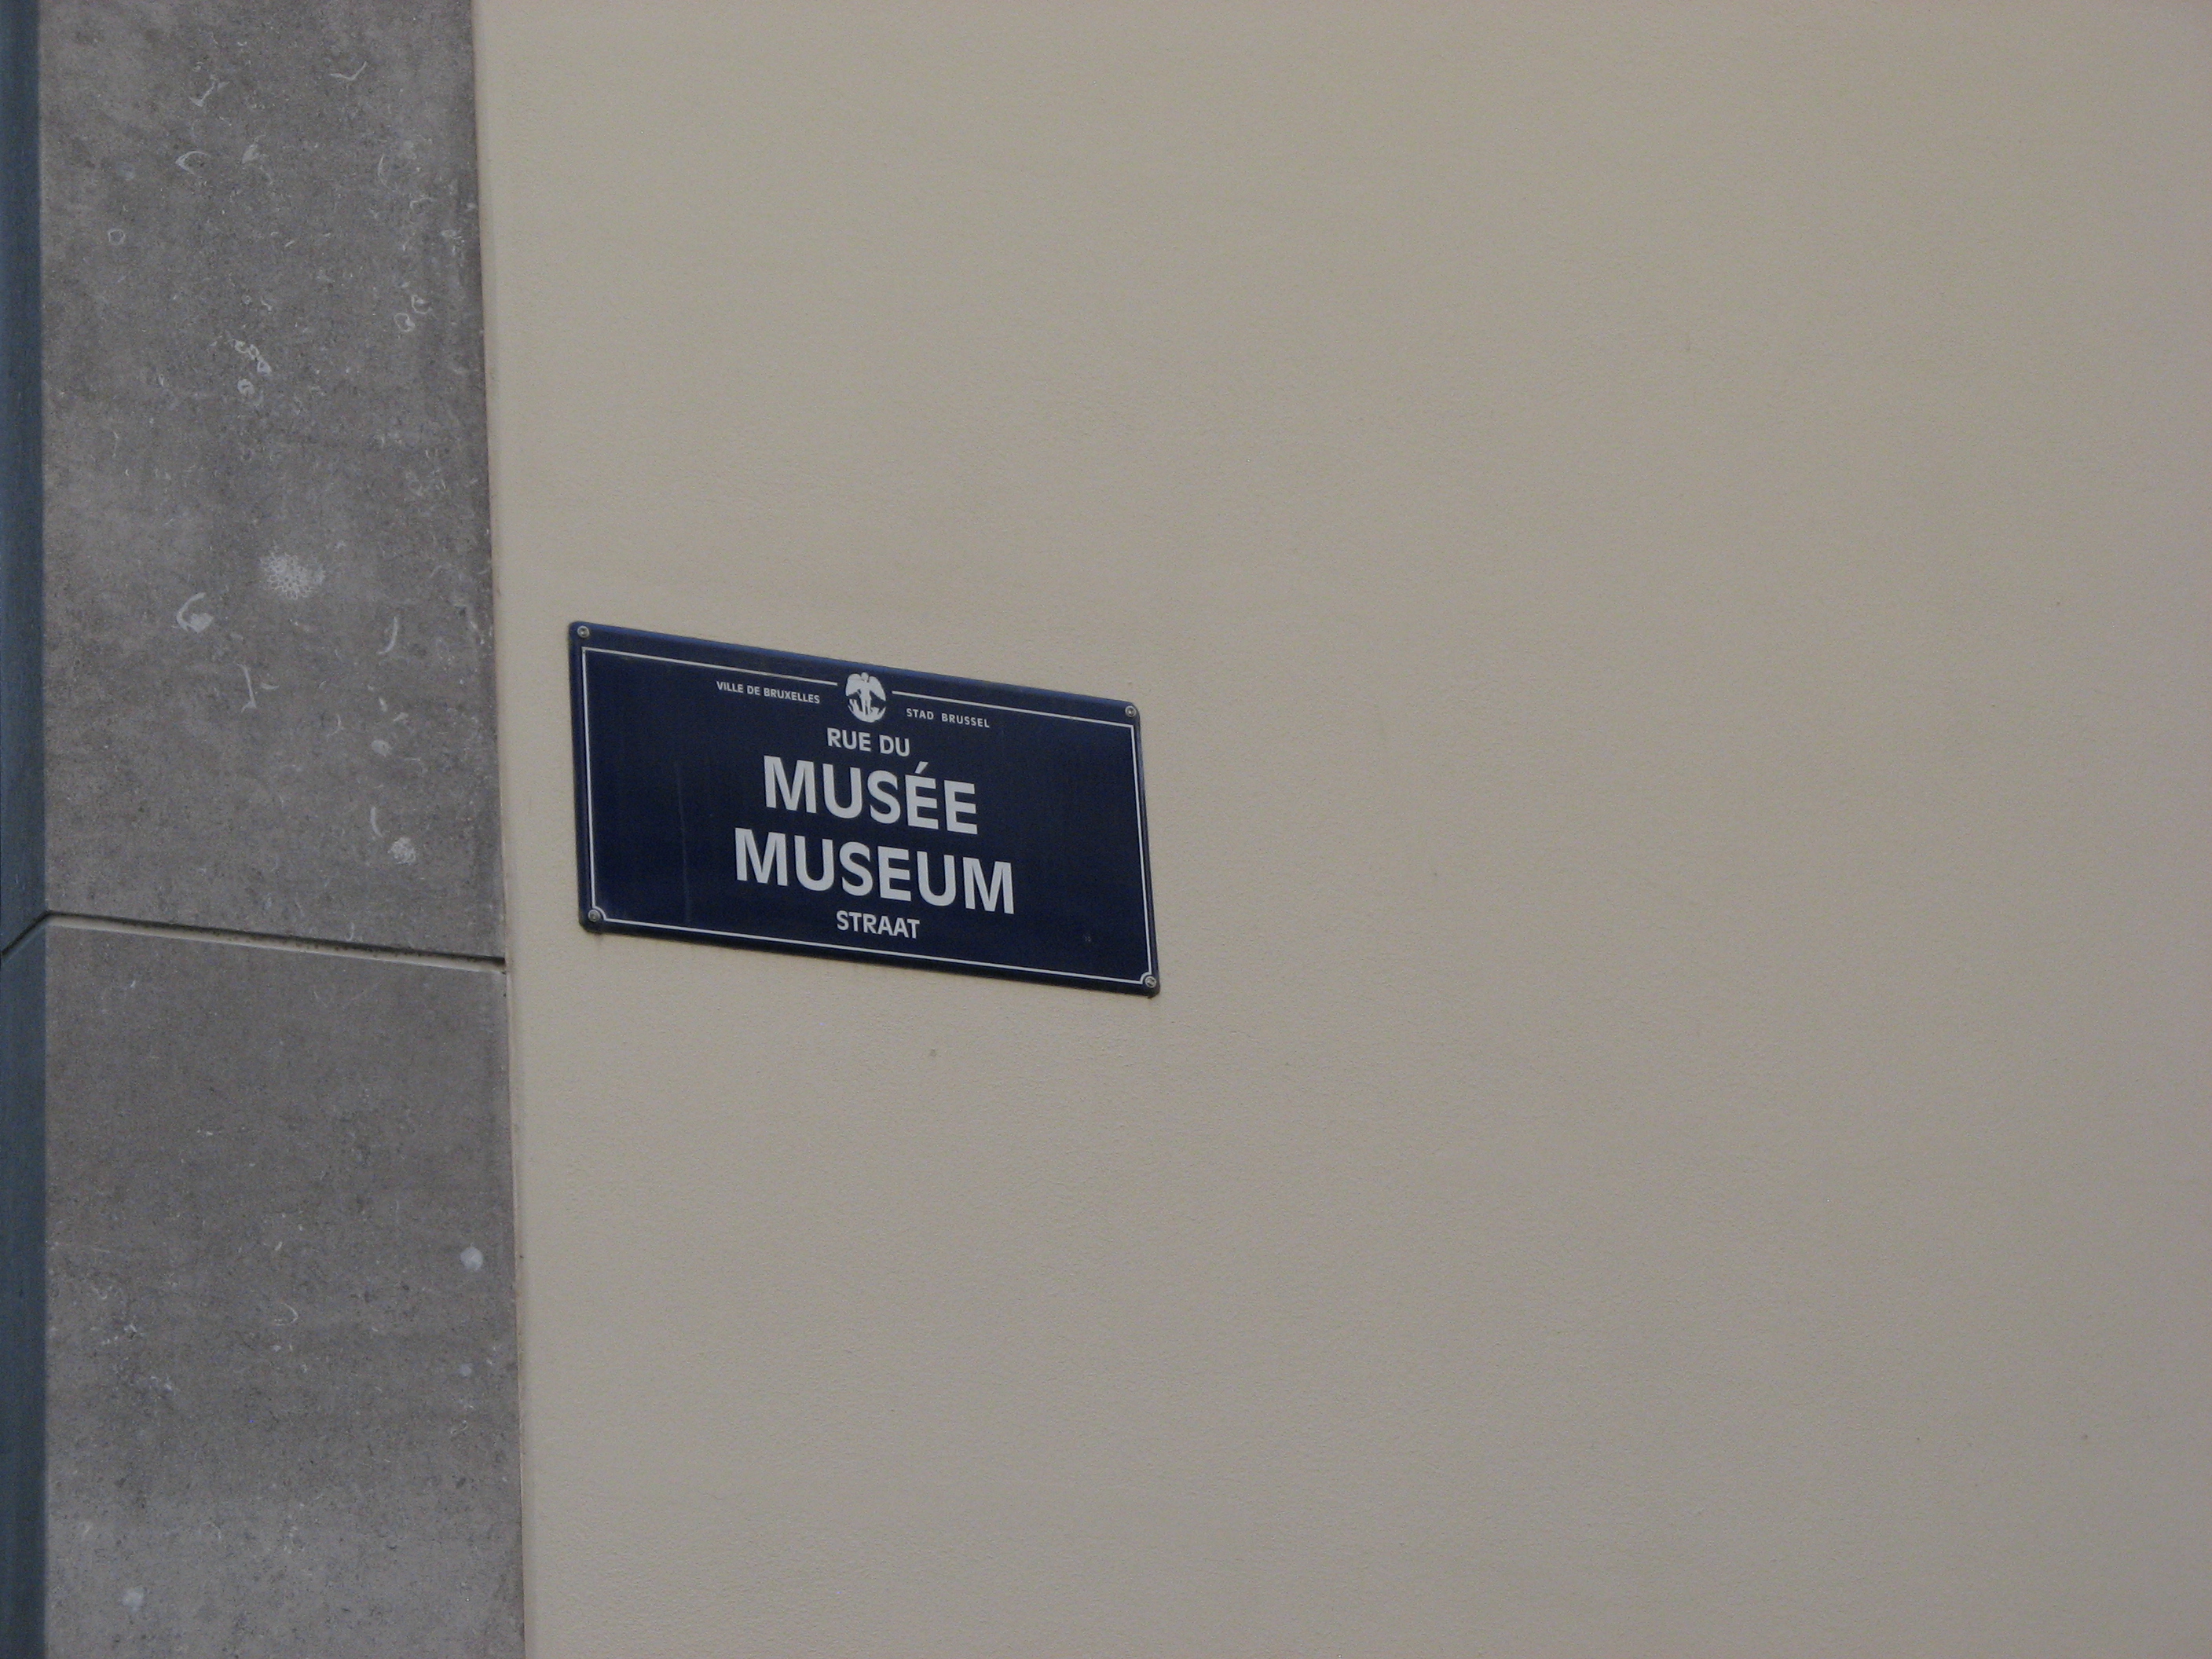 VILLE DE BRUXELLES STAD BRUSSEL
RUE DU
MUSÉE
MUSEUM
STRAAT